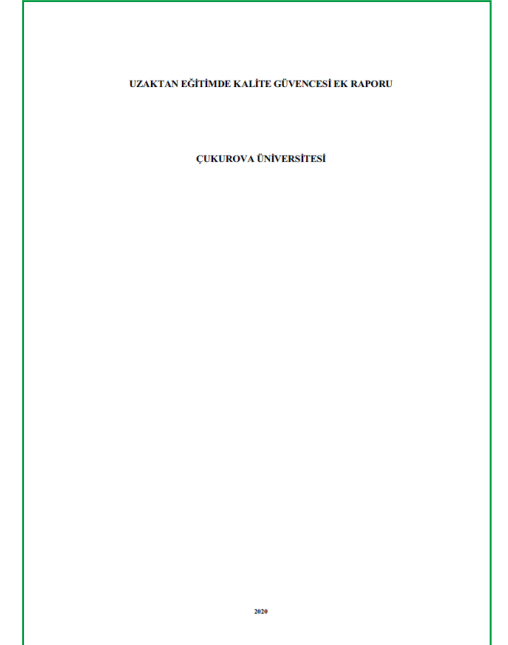 UZAKTAN EĞİTİMDE KALİTE GÜVENCESİ EK RAPORU
ÇUKUROVA ÜNİVERSİTESİ
2020